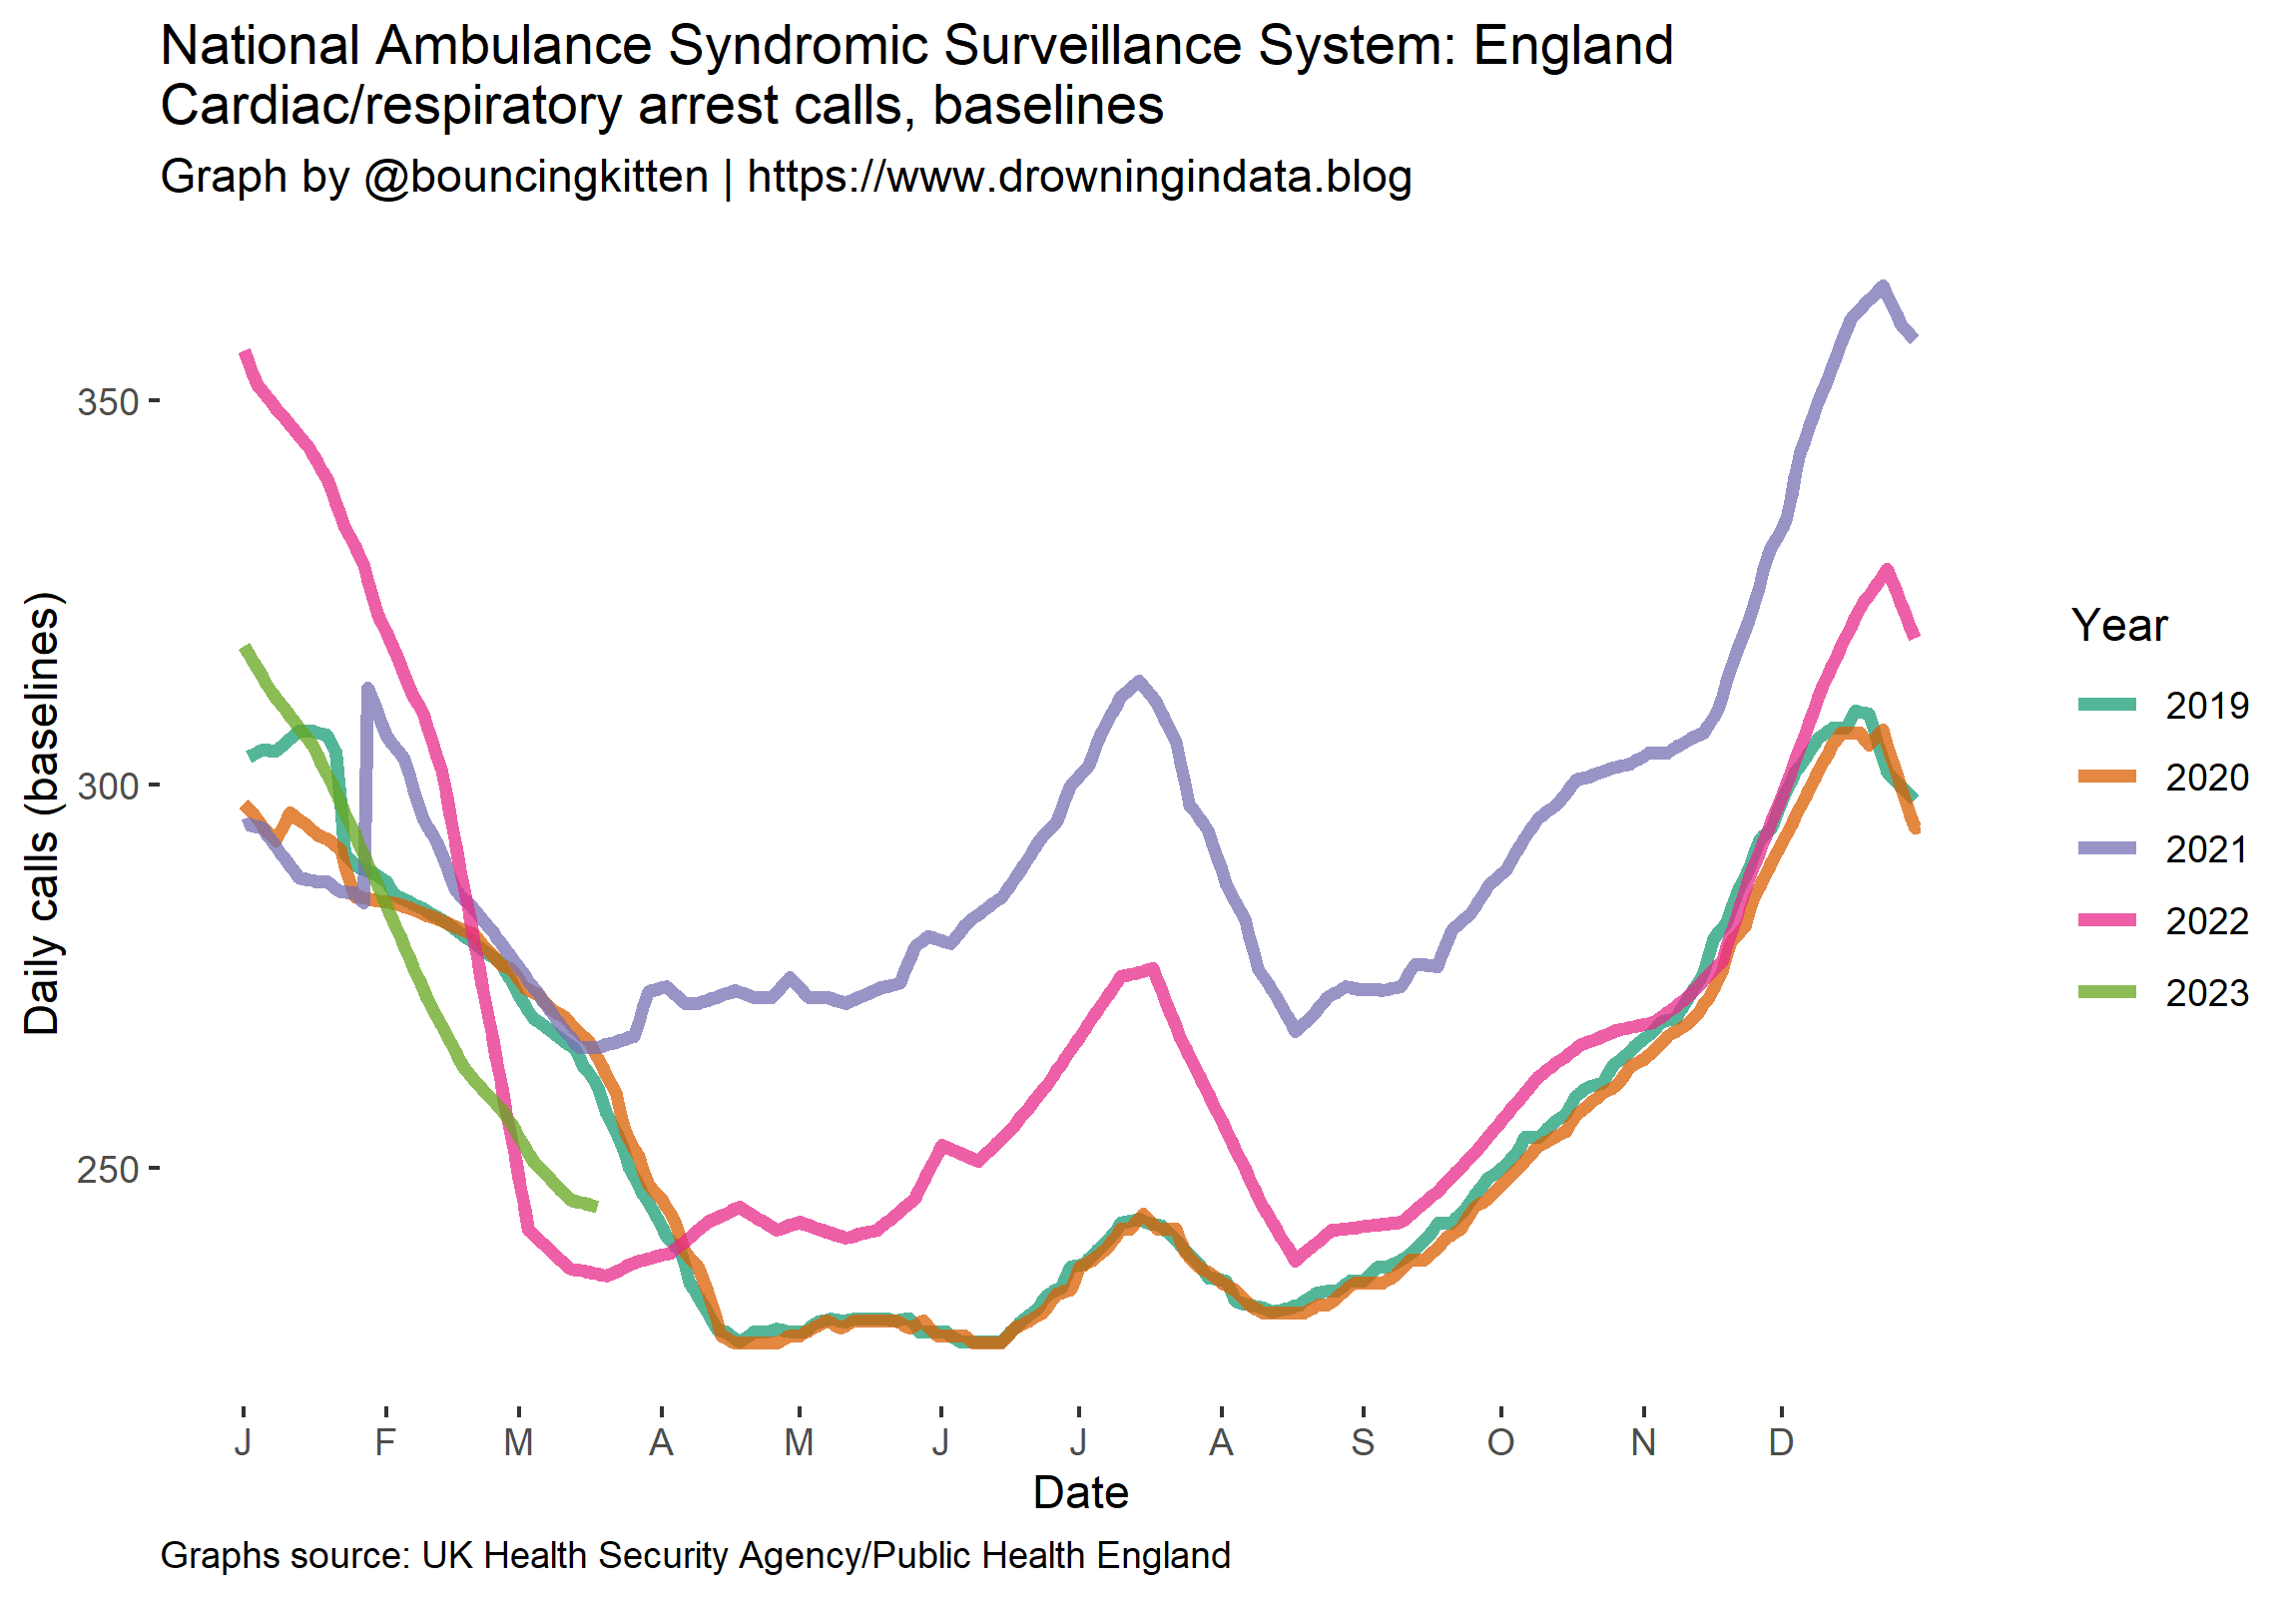 National Ambulance Syndromic Surveillance System: England
Cardiac/respiratory arrest calls, baselines
Graph by @bouncingkitten | https://www.drowningindata.blog
Daily calls (baselines)
350
300
250
J F M A M J J A S O N D
Date
Year
2019
2020
2021
2022
2023
Graphs source: UK Health Security Agency/Public Health England